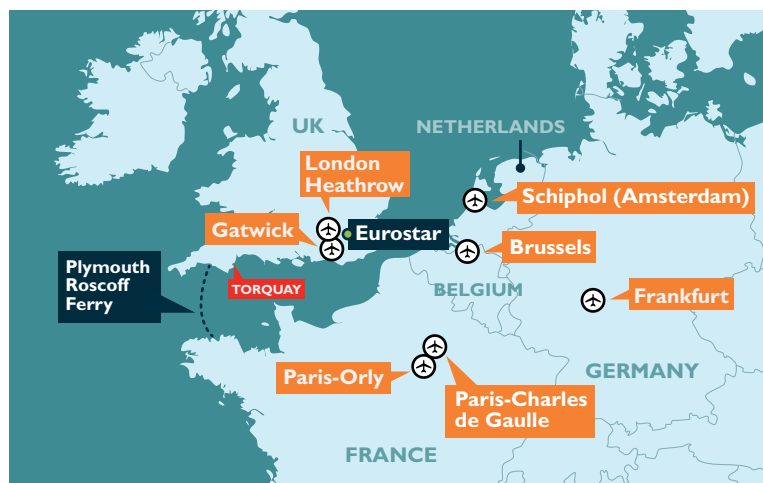 UK
NETHERLANDS
London
Heathrow
Schiphol (Amsterdam)
Gatwick
Eurostar
Brussels
Plymouth
Roscoff
Ferry
TORQUAY
BELGIUM
Frankfurt
Paris-Orly
GERMANY
Paris-Charles
de Gaulle
FRANCE